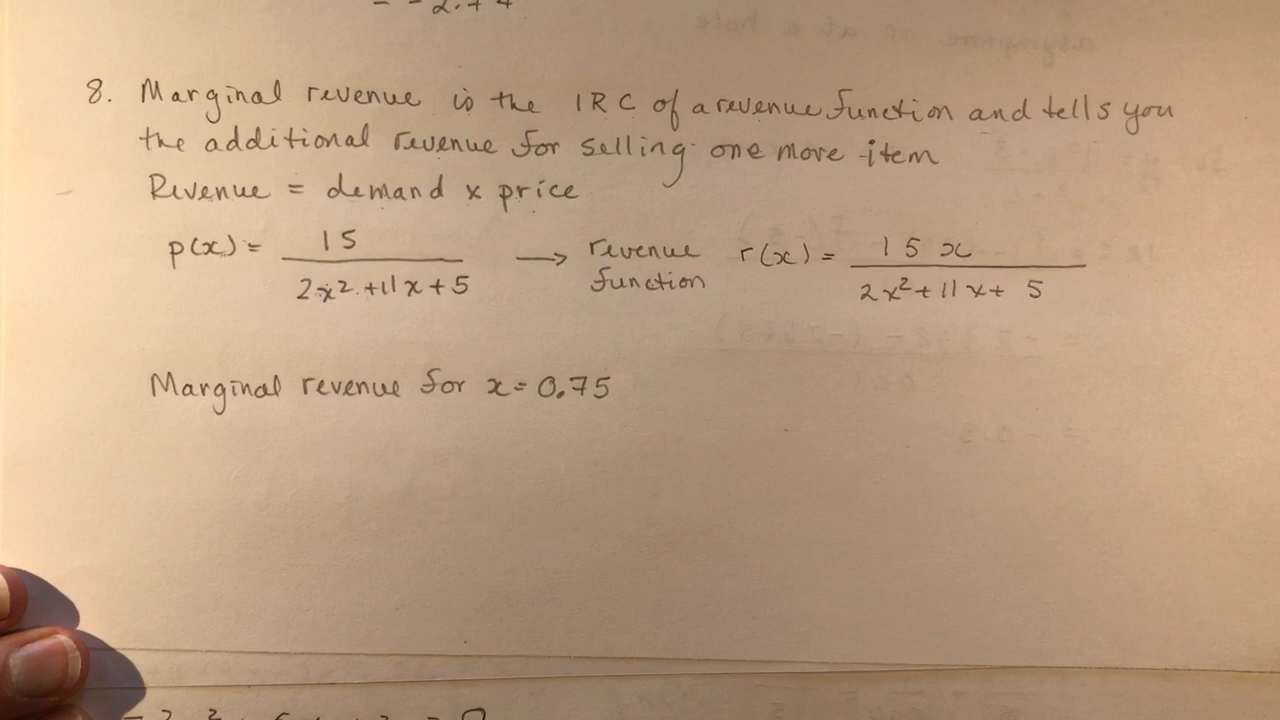 8. Marginal revenue is the IRC of a revenue function and tells you
the additional revenue for selling one more item
Revenue = demand x price
p(x) = 15 / 2x² + 11x + 5 → revenue function r(x) = 15x / 2x² + 11x + 5
Marginal revenue for x = 0.75